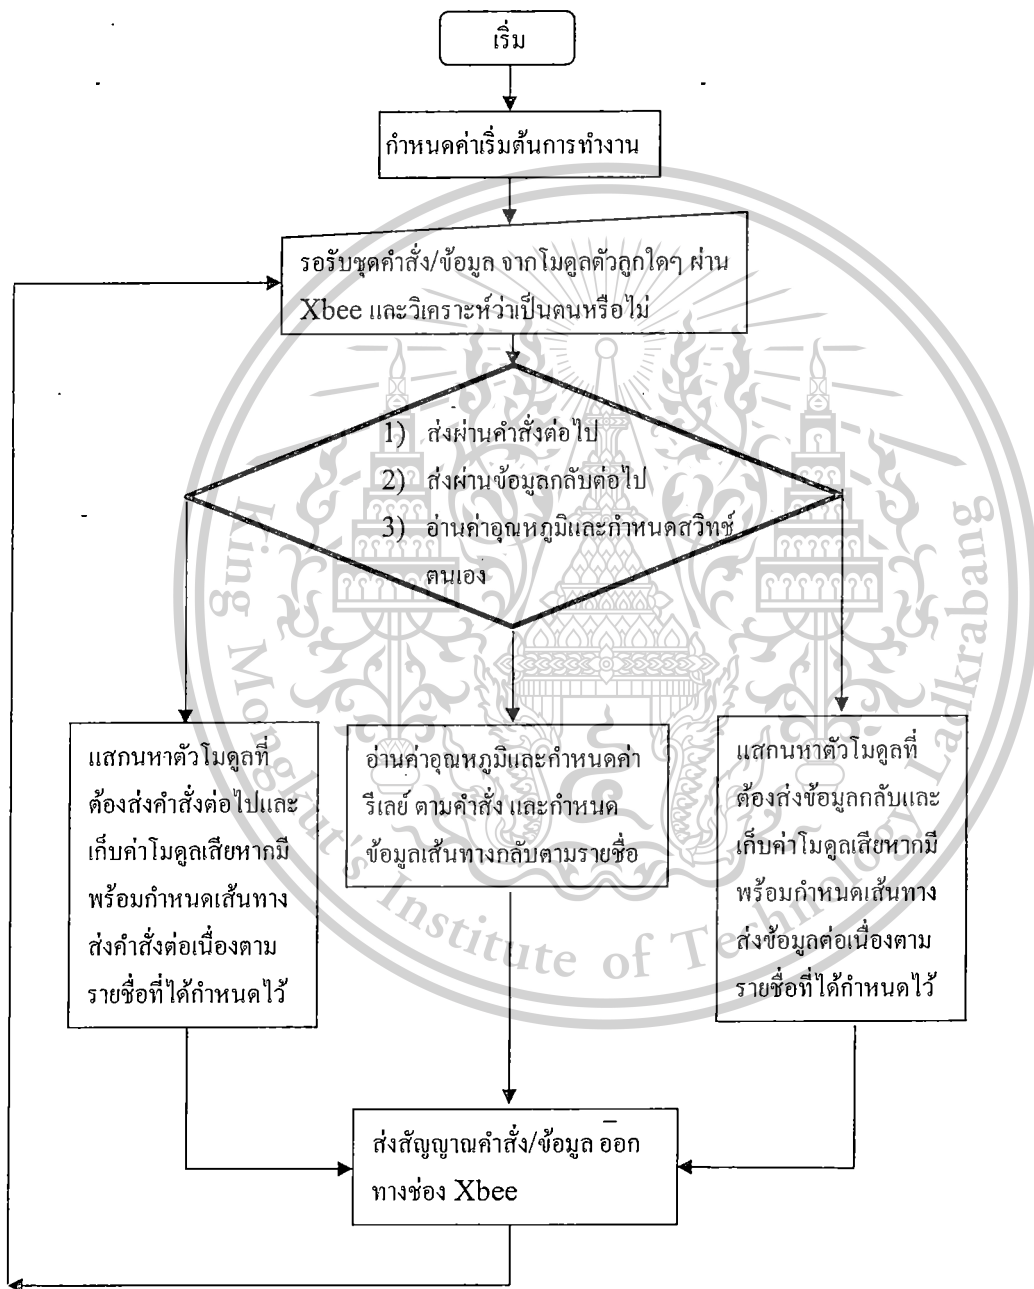 เริ่ม
กำหนดค่าเริ่มต้นการทำงาน
รอรับชุดคำสั่ง/ข้อมูล จากโมดูลตัวลูกใดๆ ผ่าน
Xbee และวิเคราะห์ว่าเป็นตนหรือไม่
1) ส่งผ่านคำสั่งต่อไป
2) ส่งผ่านข้อมูลกลับต่อไป
3) อ่านค่าอุณหภูมิและกำหนดสวิทช์
ตนเอง
แสกนหาตัวโมดูลที่
ต้องส่งคำสั่งต่อไปและ
เก็บค่าโมดูลเสียหากมี
พร้อมกำหนดเส้นทาง
ส่งคำสั่งต่อเนื่องตาม
รายชื่อที่ได้กำหนดไว้
อ่านค่าอุณหภูมิและกำหนดค่า
รีเลย์ ตามคำสั่ง และกำหนด
ข้อมูลเส้นทางกลับตามรายชื่อ
แสกนหาตัวโมดูลที่
ต้องส่งข้อมูลกลับและ
เก็บค่าโมดูลเสียหากมี
พร้อมกำหนดเส้นทาง
ส่งข้อมูลต่อเนื่องตาม
รายชื่อที่ได้กำหนดไว้
ส่งสัญญาณคำสั่ง/ข้อมูล ออก
ทางช่อง Xbee
King Mongkut's Institute of Technology Ladkrabang